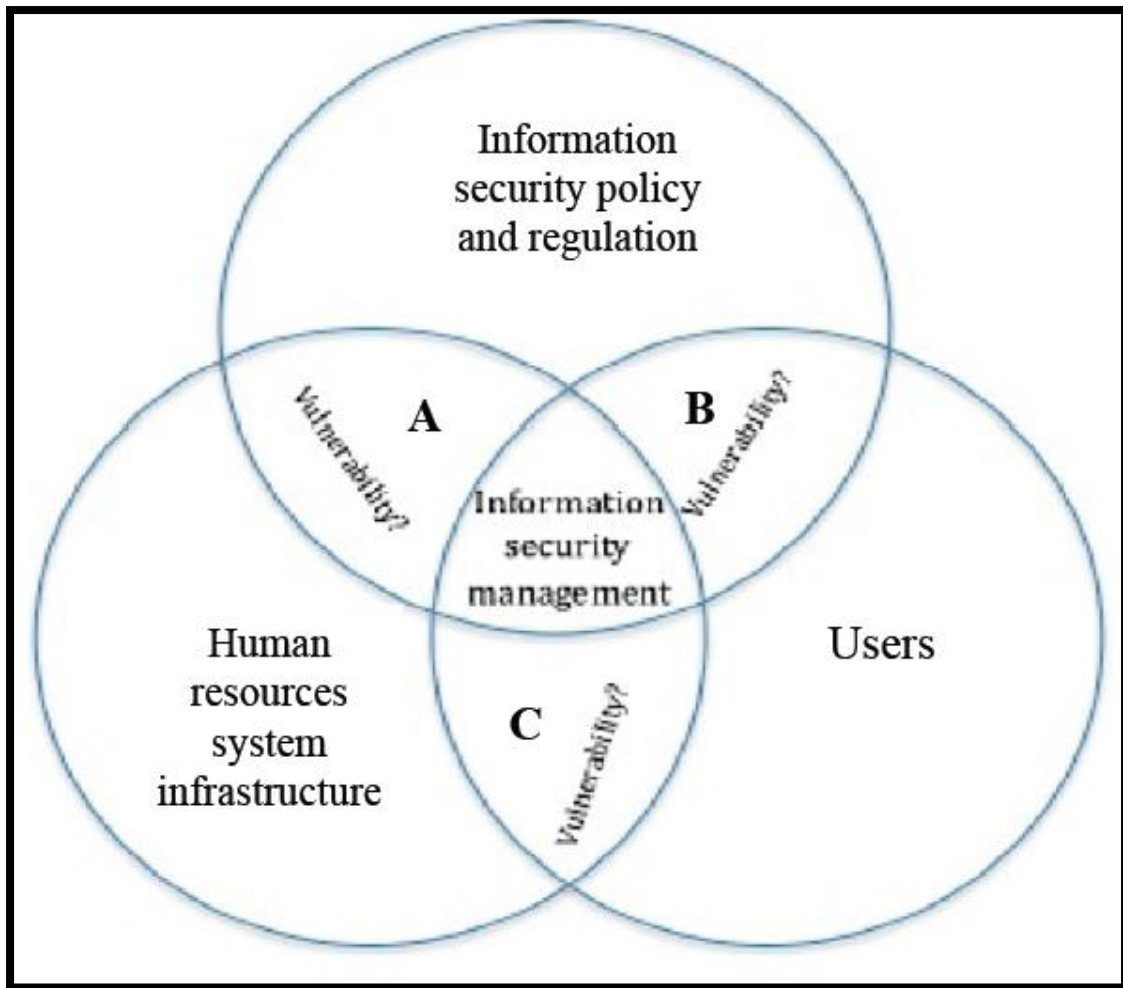 Information
security policy
and regulation
Vulnerability?
A
B
Vulnerability?
Information
security
management
Human
resources
system
infrastructure
Users
C
Vulnerability?